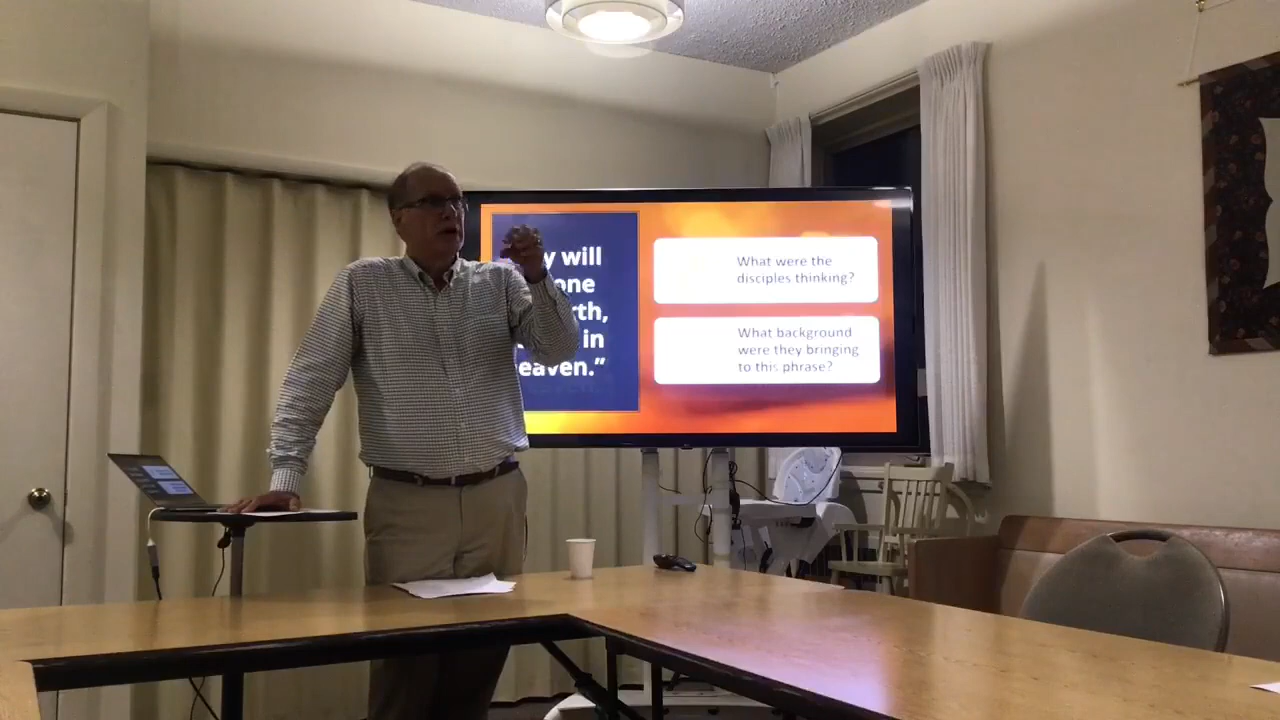 y will
one
rth,
in
eaven.”
What were the
disciples thinking?
What background
were they bringing
to this phrase?